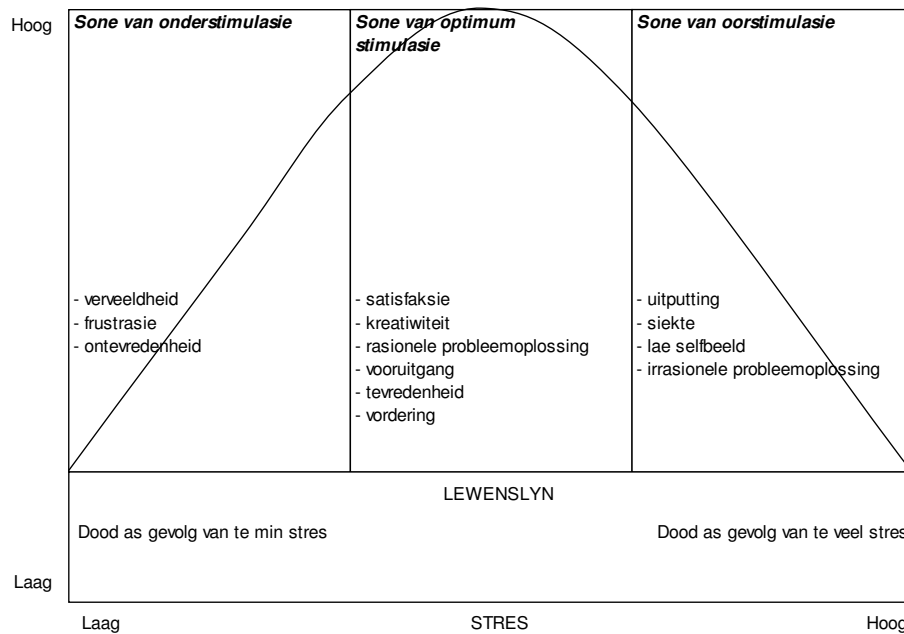 Hoog
Sone van onderstimulasie
- verveeldheid
- frustrasie
- ontevredenheid
Sone van optimum
stimulasie
- satisfaksie
- kreatiwiteit
- rasionele probleemoplossing
- vooruitgang
- tevredenheid
- vordering
Sone van oorstimulasie
- uitputting
- siekte
- lae selfbeeld
- irrasionele probleemoplossing
LEWENSLYN
Dood as gevolg van te min stres
Dood as gevolg van te veel stres
Laag
Laag
STRES
Hoog